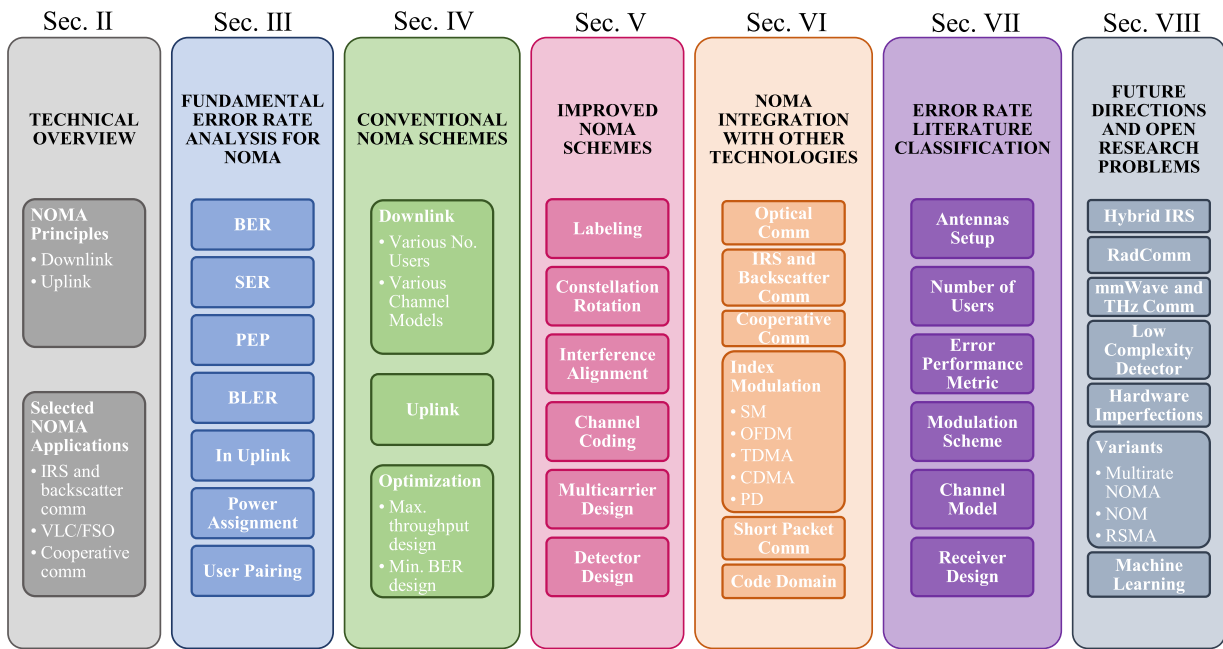 Sec. II
TECHNICAL
OVERVIEW
NOMA
Principles
• Downlink
• Uplink
Selected
NOMA
Applications
• IRS and
backscatter
comm
• VLC/FSO
• Cooperative
comm
Sec. III
FUNDAMENTAL
ERROR RATE
ANALYSIS FOR
NOMA
BER
SER
PEP
BLER
In Uplink
Power
Assignment
User Pairing
Sec. IV
CONVENTIONAL
NOMA SCHEMES
Downlink
• Various No.
Users
• Various
Channel
Models
Uplink
Optimization
• Max.
throughput
design
• Min. BER
design
Sec. V
IMPROVED
NOMA
SCHEMES
Labeling
Constellation
Rotation
Interference
Alignment
Channel
Coding
Multicarrier
Design
Detector
Design
Sec. VI
NOMA
INTEGRATION
WITH OTHER
TECHNOLOGIES
Optical
Comm
IRS and
Backscatter
Comm
Cooperative
Comm
Index
Modulation
• SM
• OFDM
• TDMA
• CDMA
• PD
Short Packet
Comm
Code Domain
Sec. VII
ERROR RATE
LITERATURE
CLASSIFICATION
Antennas
Setup
Number of
Users
Error
Performance
Metric
Modulation
Scheme
Channel
Model
Receiver
Design
Sec. VIII
FUTURE
DIRECTIONS
AND OPEN
RESEARCH
PROBLEMS
Hybrid IRS
RadComm
mmWave and
THz Comm
Low
Complexity
Detector
Hardware
Imperfections
Variants
• Multirate
NOMA
• NOM
• RSMA
Machine
Learning